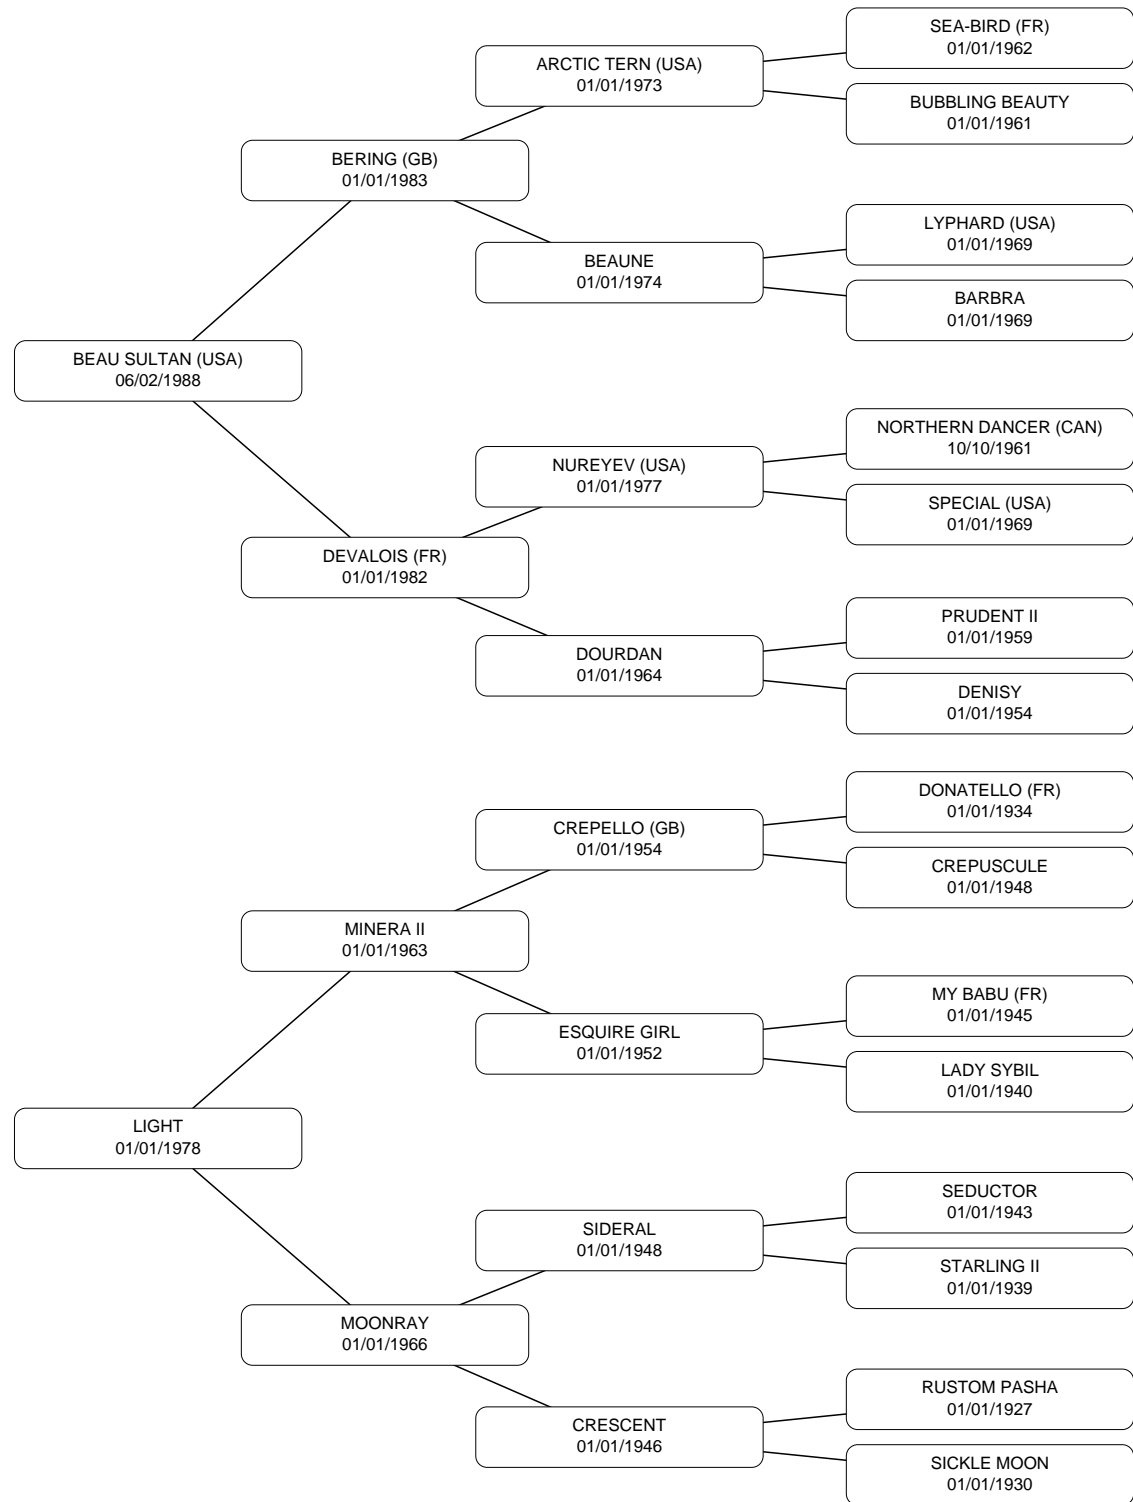 SEA-BIRD (FR)
01/01/1962
ARCTIC TERN (USA)
01/01/1973
BUBBLING BEAUTY
01/01/1961
BERING (GB)
01/01/1983
LYPHARD (USA)
01/01/1969
BEAUNE
01/01/1974
BARBRA
01/01/1969
BEAU SULTAN (USA)
06/02/1988
NORTHERN DANCER (CAN)
10/10/1961
NUREYEV (USA)
01/01/1977
SPECIAL (USA)
01/01/1969
DEVALOIS (FR)
01/01/1982
PRUDENT II
01/01/1959
DOURDAN
01/01/1964
DENISY
01/01/1954
DONATELLO (FR)
01/01/1934
CREPELLO (GB)
01/01/1954
CREPUSCULE
01/01/1948
MINERA II
01/01/1963
MY BABU (FR)
01/01/1945
ESQUIRE GIRL
01/01/1952
LADY SYBIL
01/01/1940
LIGHT
01/01/1978
SEDUCTOR
01/01/1943
SIDERAL
01/01/1948
STARLING II
01/01/1939
MOONRAY
01/01/1966
RUSTOM PASHA
01/01/1927
CRESCENT
01/01/1946
SICKLE MOON
01/01/1930